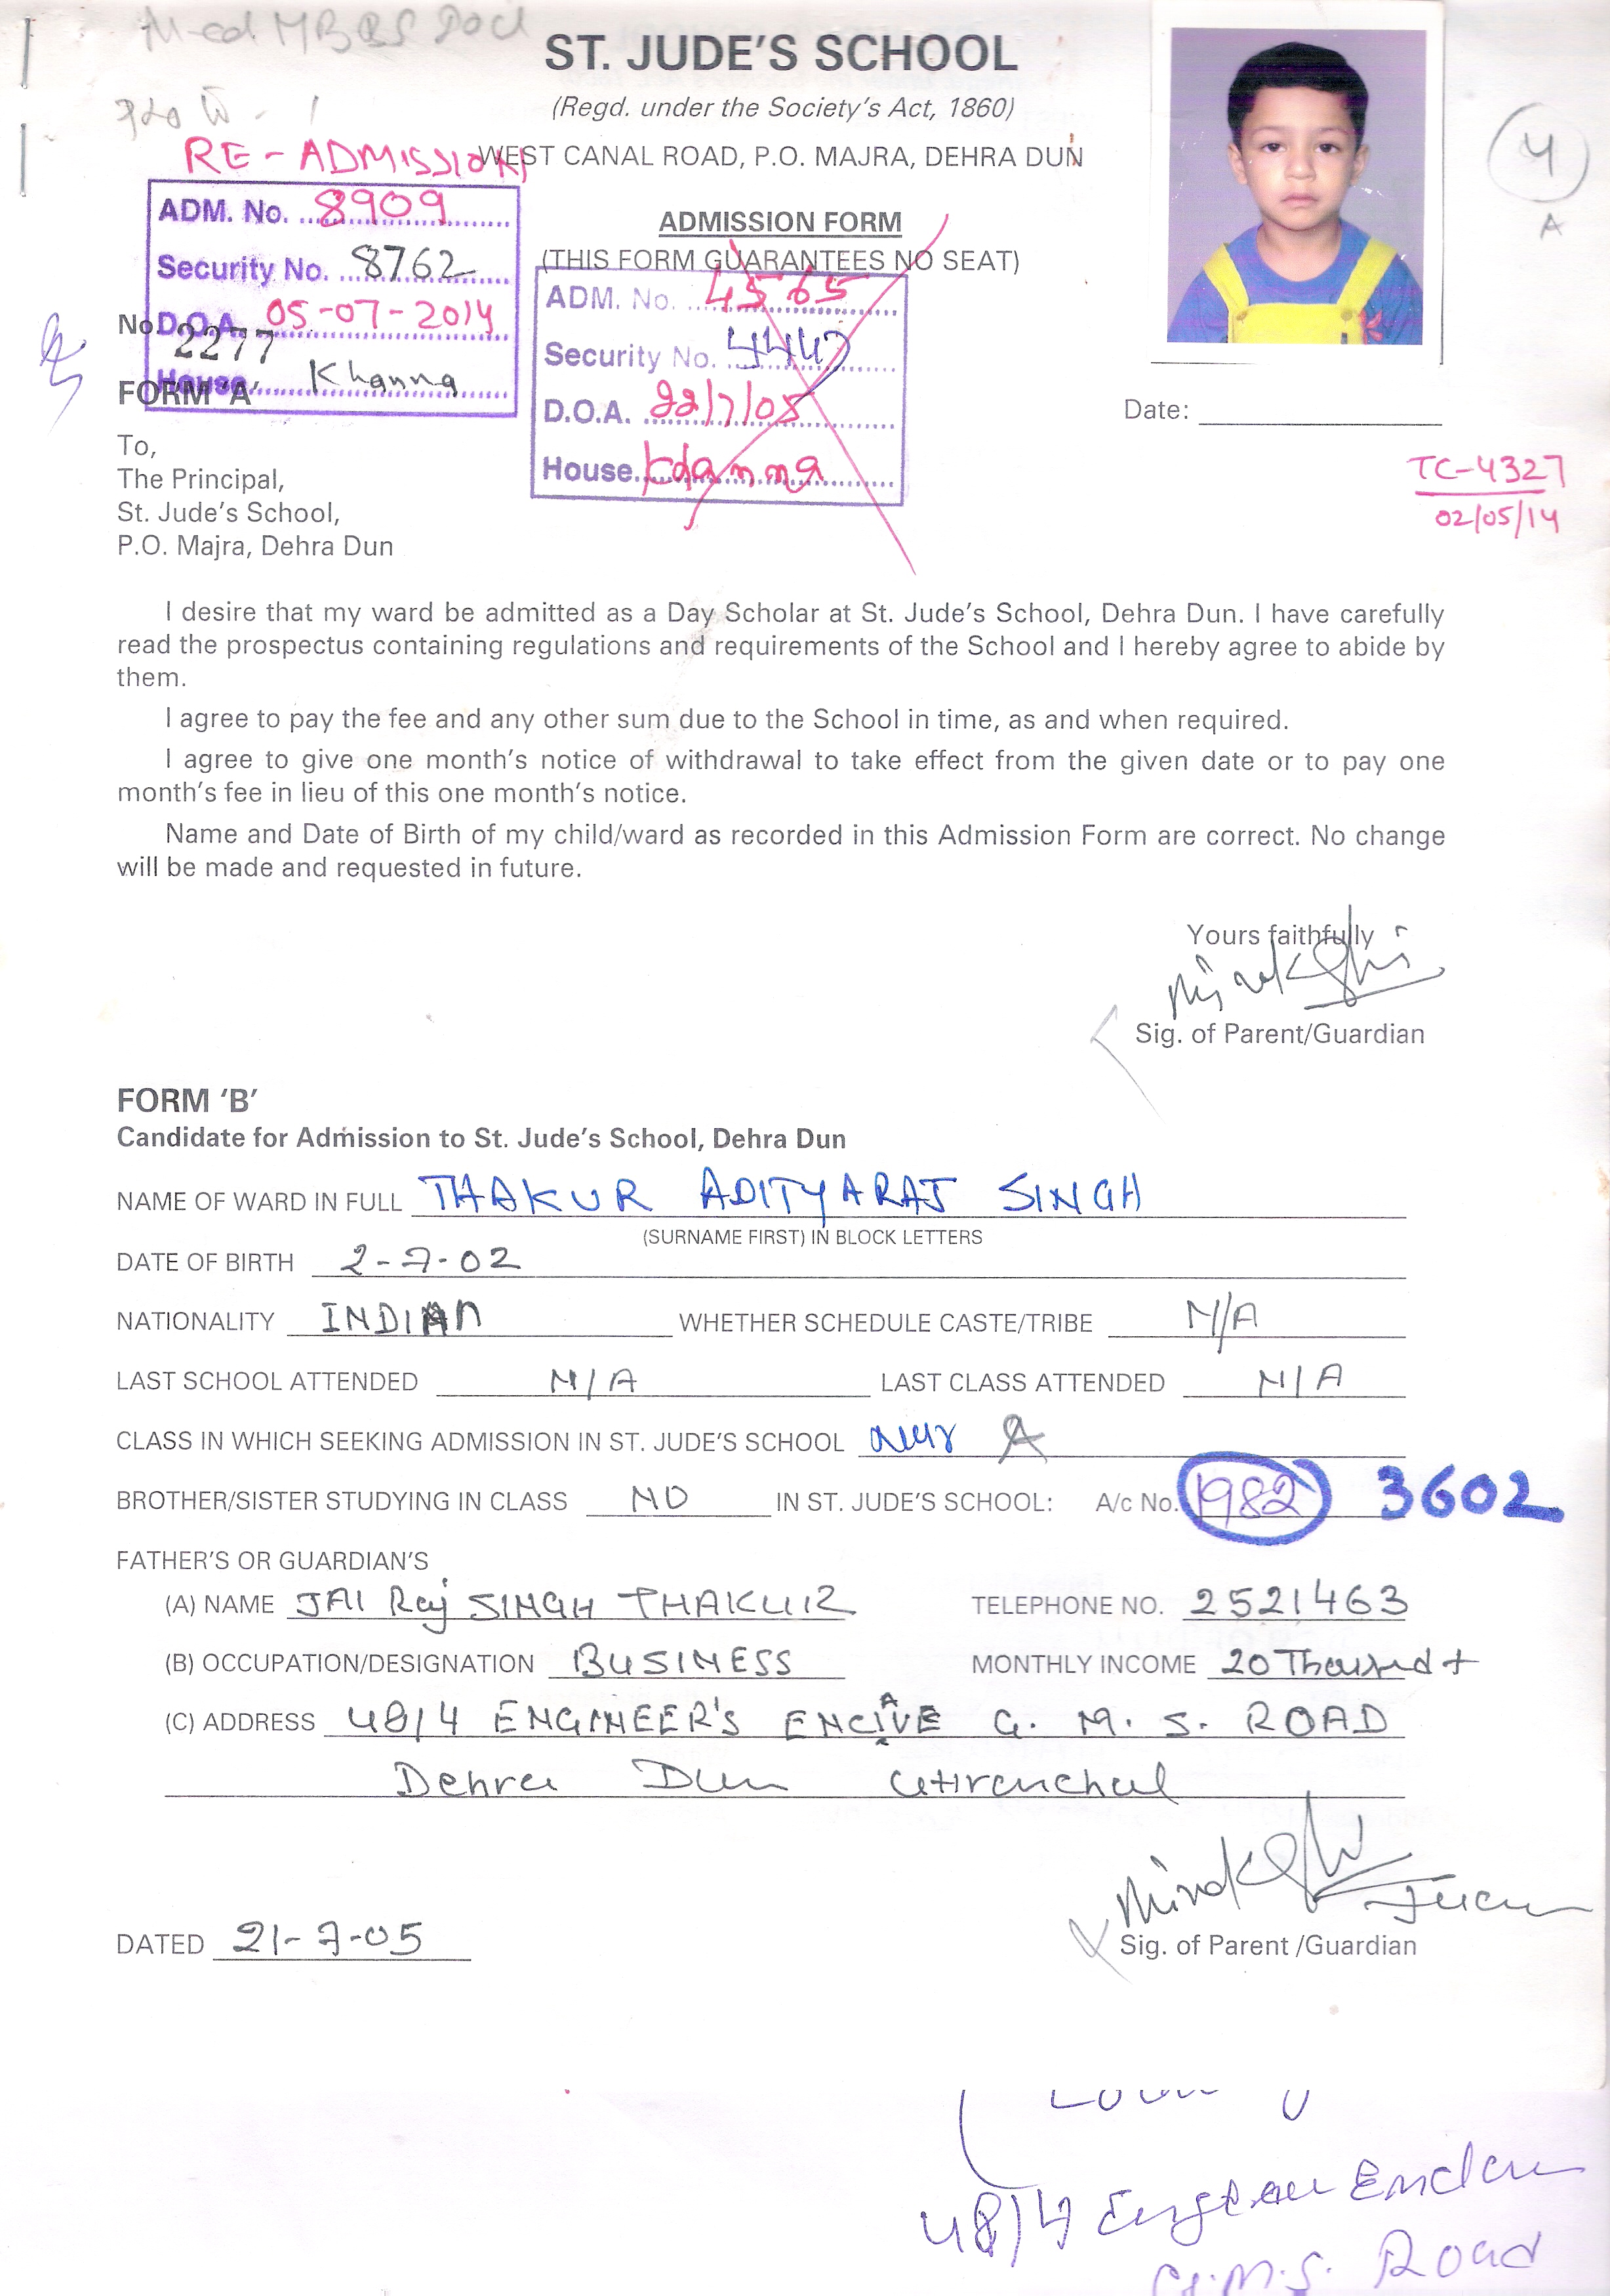 ST. JUDE'S SCHOOL
(Regd. under the Society's Act, 1860)
WEST CANAL ROAD, P.O. MAJRA, DEHRA DUN
RE-ADMISSION
ADM. No. 8909
Security No. 8762
D.O.A. 05-07-2014
House Khanna
ADMISSION FORM
(THIS FORM GUARANTEES NO SEAT)
ADM. No. 4565
Security No. 4447
D.O.A. 22/7/05
House Khanna
4
A
No. 2277
FORM 'A'
Date:
TC-4327
02/05/14
To,
The Principal,
St. Jude's School,
P.O. Majra, Dehra Dun
I desire that my ward be admitted as a Day Scholar at St. Jude's School, Dehra Dun. I have carefully
read the prospectus containing regulations and requirements of the School and I hereby agree to abide by
them.
I agree to pay the fee and any other sum due to the School in time, as and when required.
I agree to give one month's notice of withdrawal to take effect from the given date or to pay one
month's fee in lieu of this one month's notice.
Name and Date of Birth of my child/ward as recorded in this Admission Form are correct. No change
will be made and requested in future.
Yours faithfully
Sig. of Parent/Guardian
FORM 'B'
Candidate for Admission to St. Jude's School, Dehra Dun
NAME OF WARD IN FULL THAKUR ADITYARAJ SINGH
(SURNAME FIRST) IN BLOCK LETTERS
DATE OF BIRTH 2-7-02
NATIONALITY INDIAN WHETHER SCHEDULE CASTE/TRIBE N/A
LAST SCHOOL ATTENDED N/A LAST CLASS ATTENDED N/A
CLASS IN WHICH SEEKING ADMISSION IN ST. JUDE'S SCHOOL Nur A
BROTHER/SISTER STUDYING IN CLASS NO IN ST. JUDE'S SCHOOL: A/c No. 1982 3602
FATHER'S OR GUARDIAN'S
(A) NAME JAI Raj SINGH THAKUR TELEPHONE NO. 2521463
(B) OCCUPATION/DESIGNATION BUSINESS MONTHLY INCOME 20 Thousand +
(C) ADDRESS 48/4 ENGINEER'S ENCLAVE G. M. S. ROAD
Dehra Dun Uttranchal
DATED 21-7-05
Sig. of Parent /Guardian
48/4
G.M.S. Road